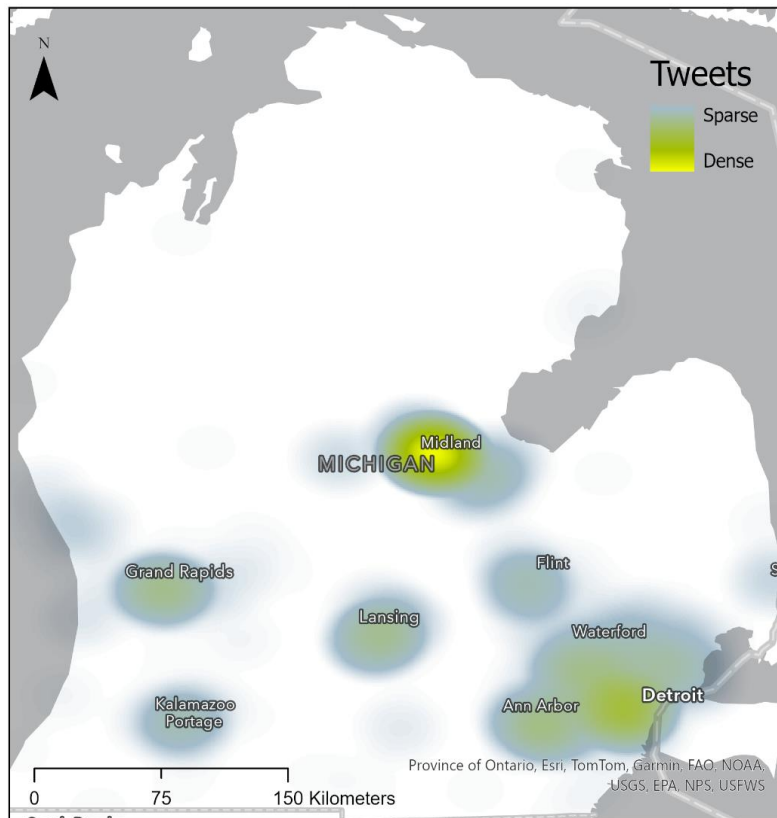 N
Tweets
Sparse
Dense
Midland
MICHIGAN
Grand Rapids
Flint
Lansing
Waterford
Kalamazoo
Portage
Ann Arbor
Detroit
Province of Ontario, Esri, TomTom, Garmin, FAO, NOAA,
USGS, EPA, NPS, USFWS
0 75 150 Kilometers